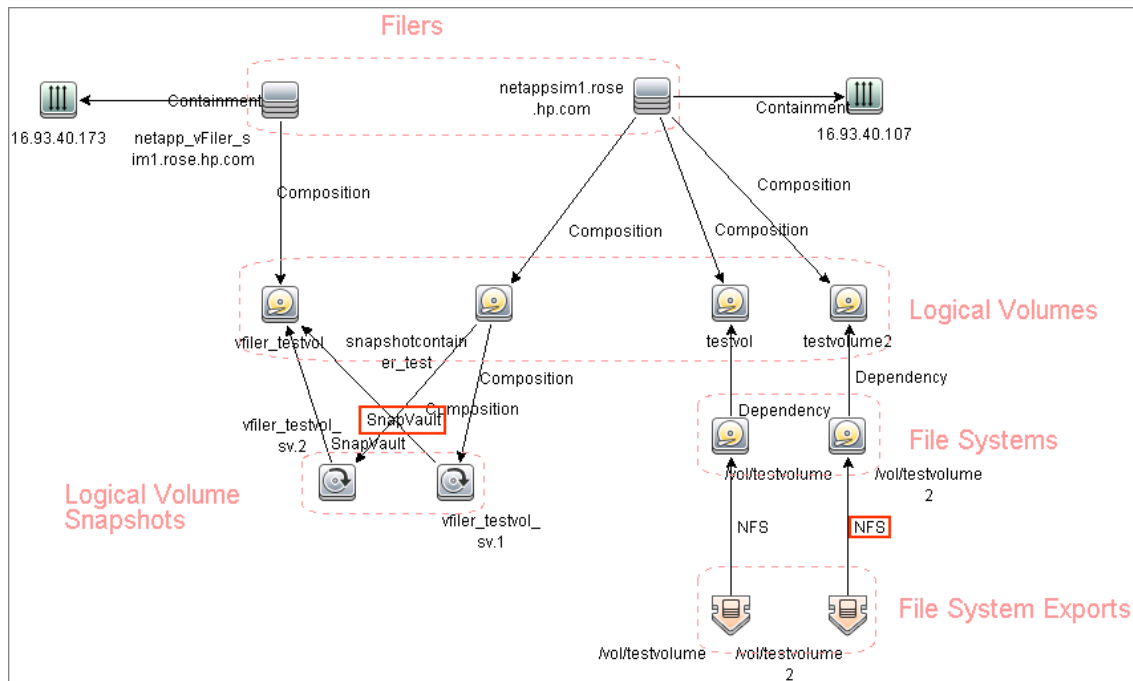 Filers
netappsim1.rose
.hp.com
Containment
Containment
16.93.40.173
netapp_vFiler_s
im1.rose.hp.com
16.93.40.107
Composition
Composition
Composition
Composition
Logical Volumes
vfiler_testvol
snapshotcontain
er_test
testvol
testvolume2
Composition
Dependency
Composition
SnapVault
Dependency
vfiler_testvol_
sv.2
SnapVault
File Systems
/vol/testvolume
/vol/testvolume
2
Logical Volume
Snapshots
vfiler_testvol_
sv.1
NFS
NFS
File System Exports
/vol/testvolume
/vol/testvolume
2